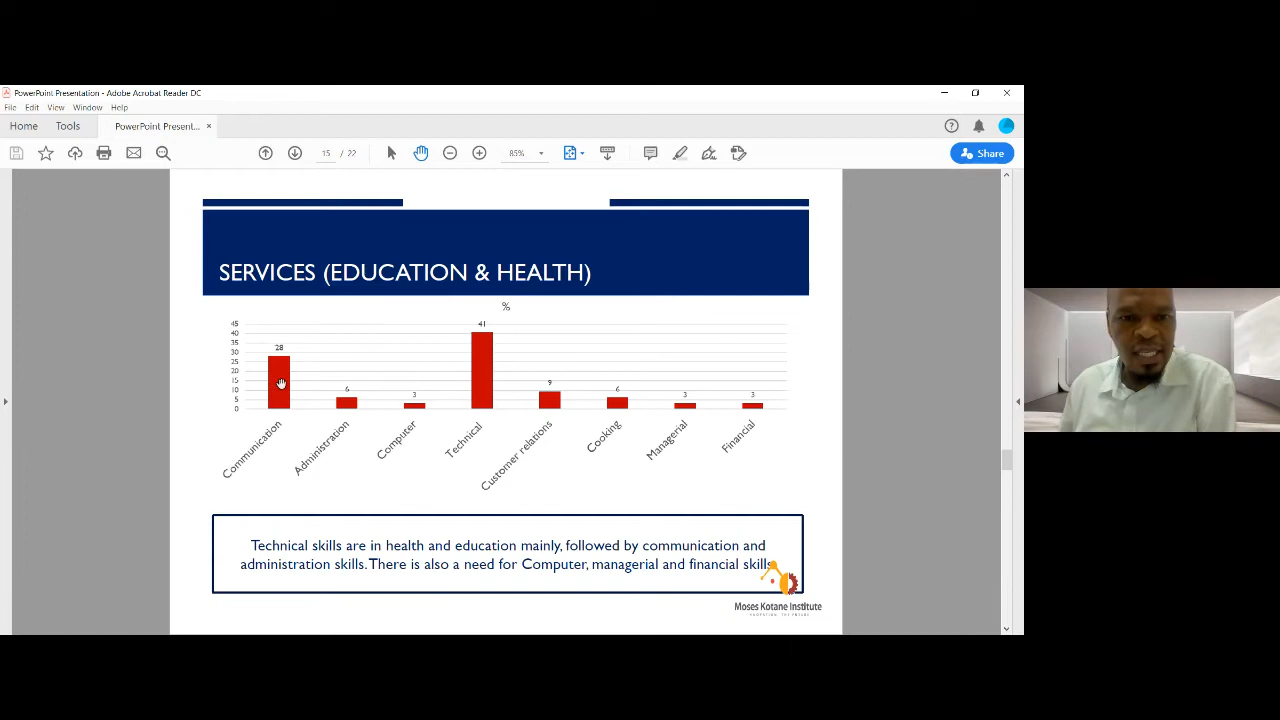 PowerPoint Presentation - Adobe Acrobat Reader DC
File Edit View Window Help
Home Tools PowerPoint Present... ×
15 / 22 85% Share
SERVICES (EDUCATION & HEALTH)
%
45
40
35
30
25
20
15
10
5
0
28
6
3
41
9
6
3
3
Communication
Administration
Computer
Technical
Customer relations
Cooking
Managerial
Financial
Technical skills are in health and education mainly, followed by communication and
administration skills. There is also a need for Computer, managerial and financial skills
Moses Kotane Institute